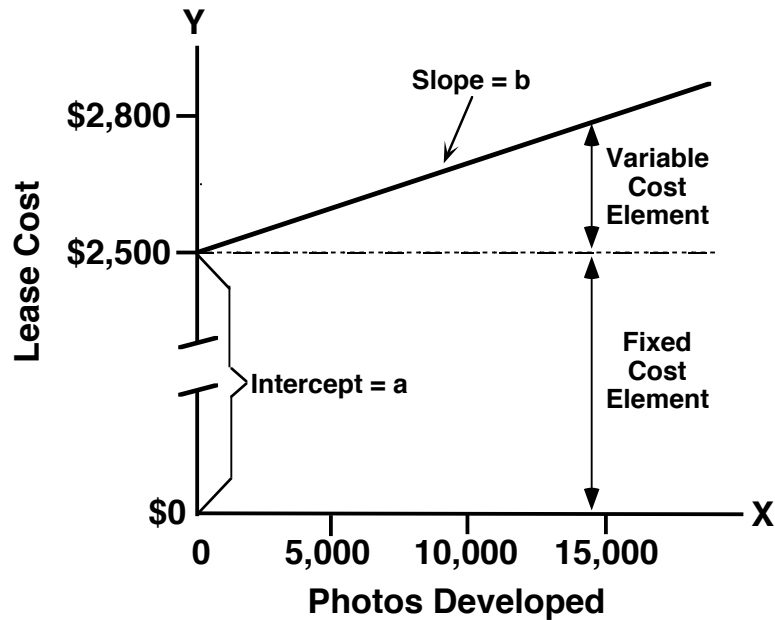 Y
Slope = b
$2,800
Variable
Cost
Element
$2,500
Lease Cost
Fixed
Cost
Element
Intercept = a
$0
X
0 5,000 10,000 15,000
Photos Developed